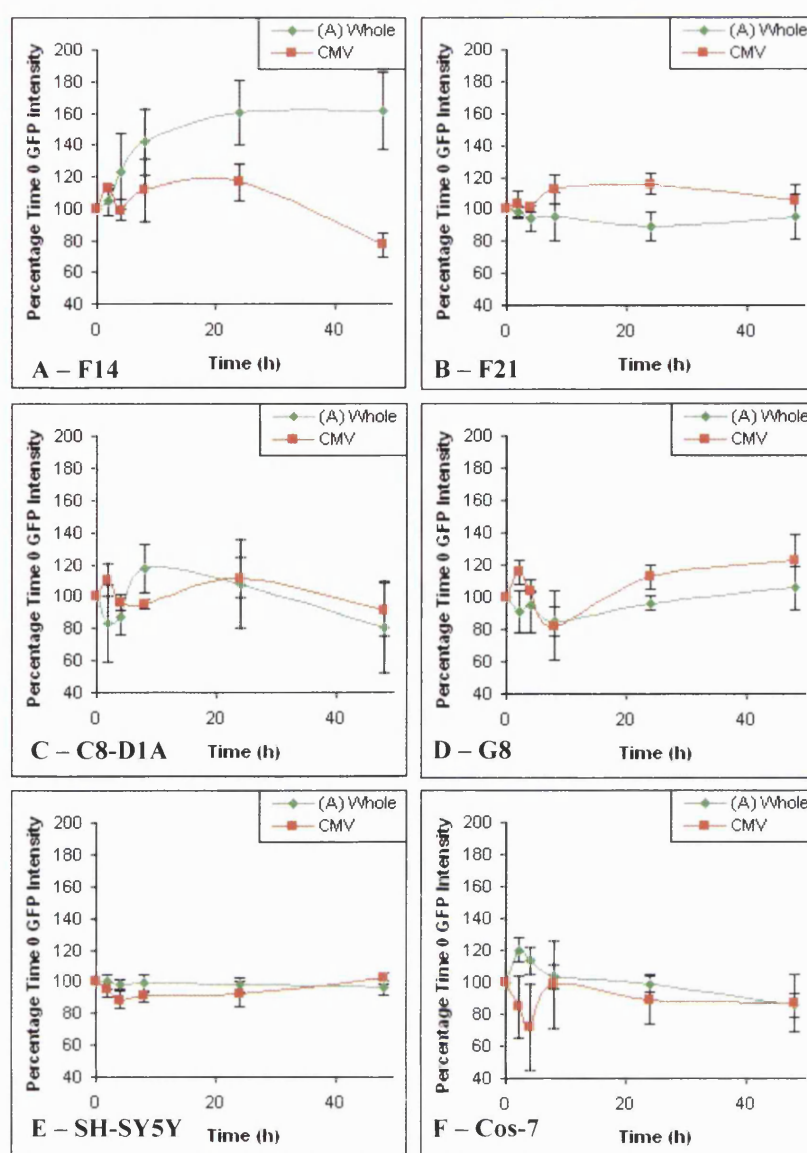 (A) Whole
CMV
Percentage Time 0 GFP intensity
200
180
160
140
120
100
80
60
40
0
20
40
Time (h)
A – F14
(A) Whole
CMV
Percentage Time 0 GFP Intensity
200
180
160
140
120
100
80
60
40
0
20
40
Time (h)
B – F21
(A) Whole
CMV
Percentage Time 0 GFP Intensity
200
180
160
140
120
100
80
60
40
0
20
40
Time (h)
C – C8-D1A
(A) Whole
CMV
Percentage Time 0 GFP Intensity
200
180
160
140
120
100
80
60
40
0
20
40
Time (h)
D – G8
(A) Whole
CMV
Percentage Time 0 GFP Intensity
200
180
160
140
120
100
80
60
40
0
20
40
Time (h)
E – SH-SY5Y
(A) Whole
CMV
Percentage Time 0 GFP Intensity
200
180
160
140
120
100
80
60
40
0
20
40
Time (h)
F – Cos-7